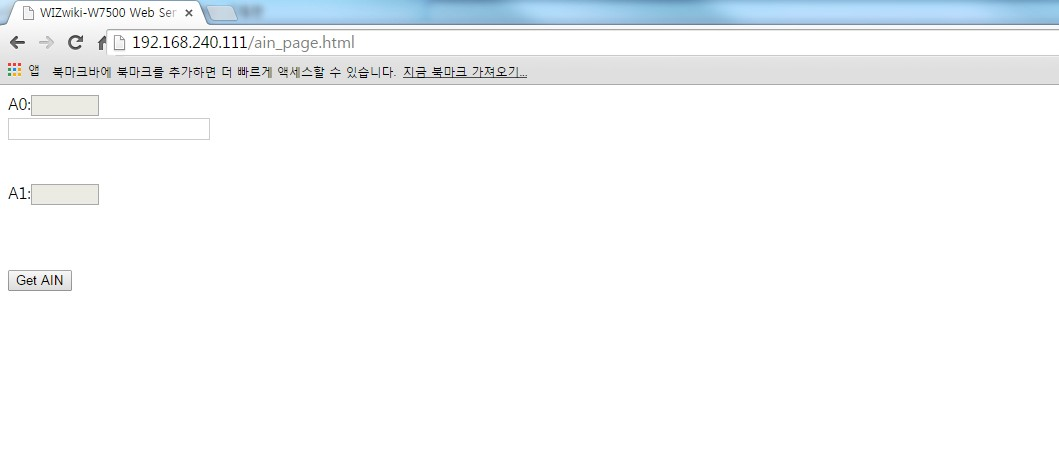 WIZwiki-W7500 Web Ser
192.168.240.111/ain_page.html
앱 북마크바에 북마크를 추가하면 더 빠르게 액세스할 수 있습니다. 지금 북마크 가져오기...
A0:
A1:
Get AIN